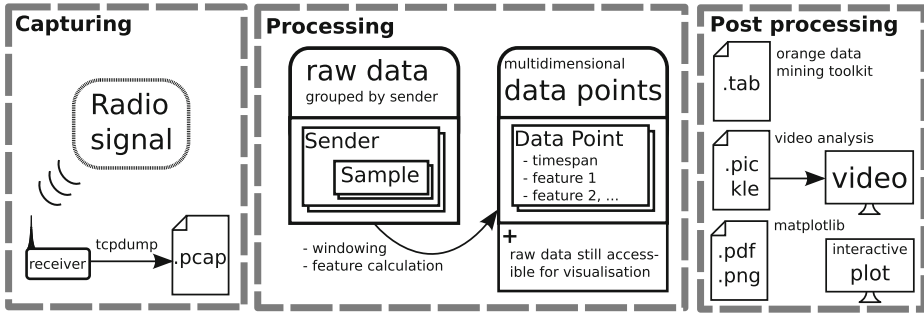 Capturing
Radio
signal
tcpdump
receiver
.pcap
Processing
raw data
grouped by sender
Sender
Sample
- windowing
- feature calculation
multidimensional
data points
Data Point
- timespan
- feature 1
- feature 2, ...
+
raw data still access-
ible for visualisation
Post processing
.tab
orange data
mining toolkit
video analysis
.pic
kle
video
matplotlib
.pdf
.png
interactive
plot